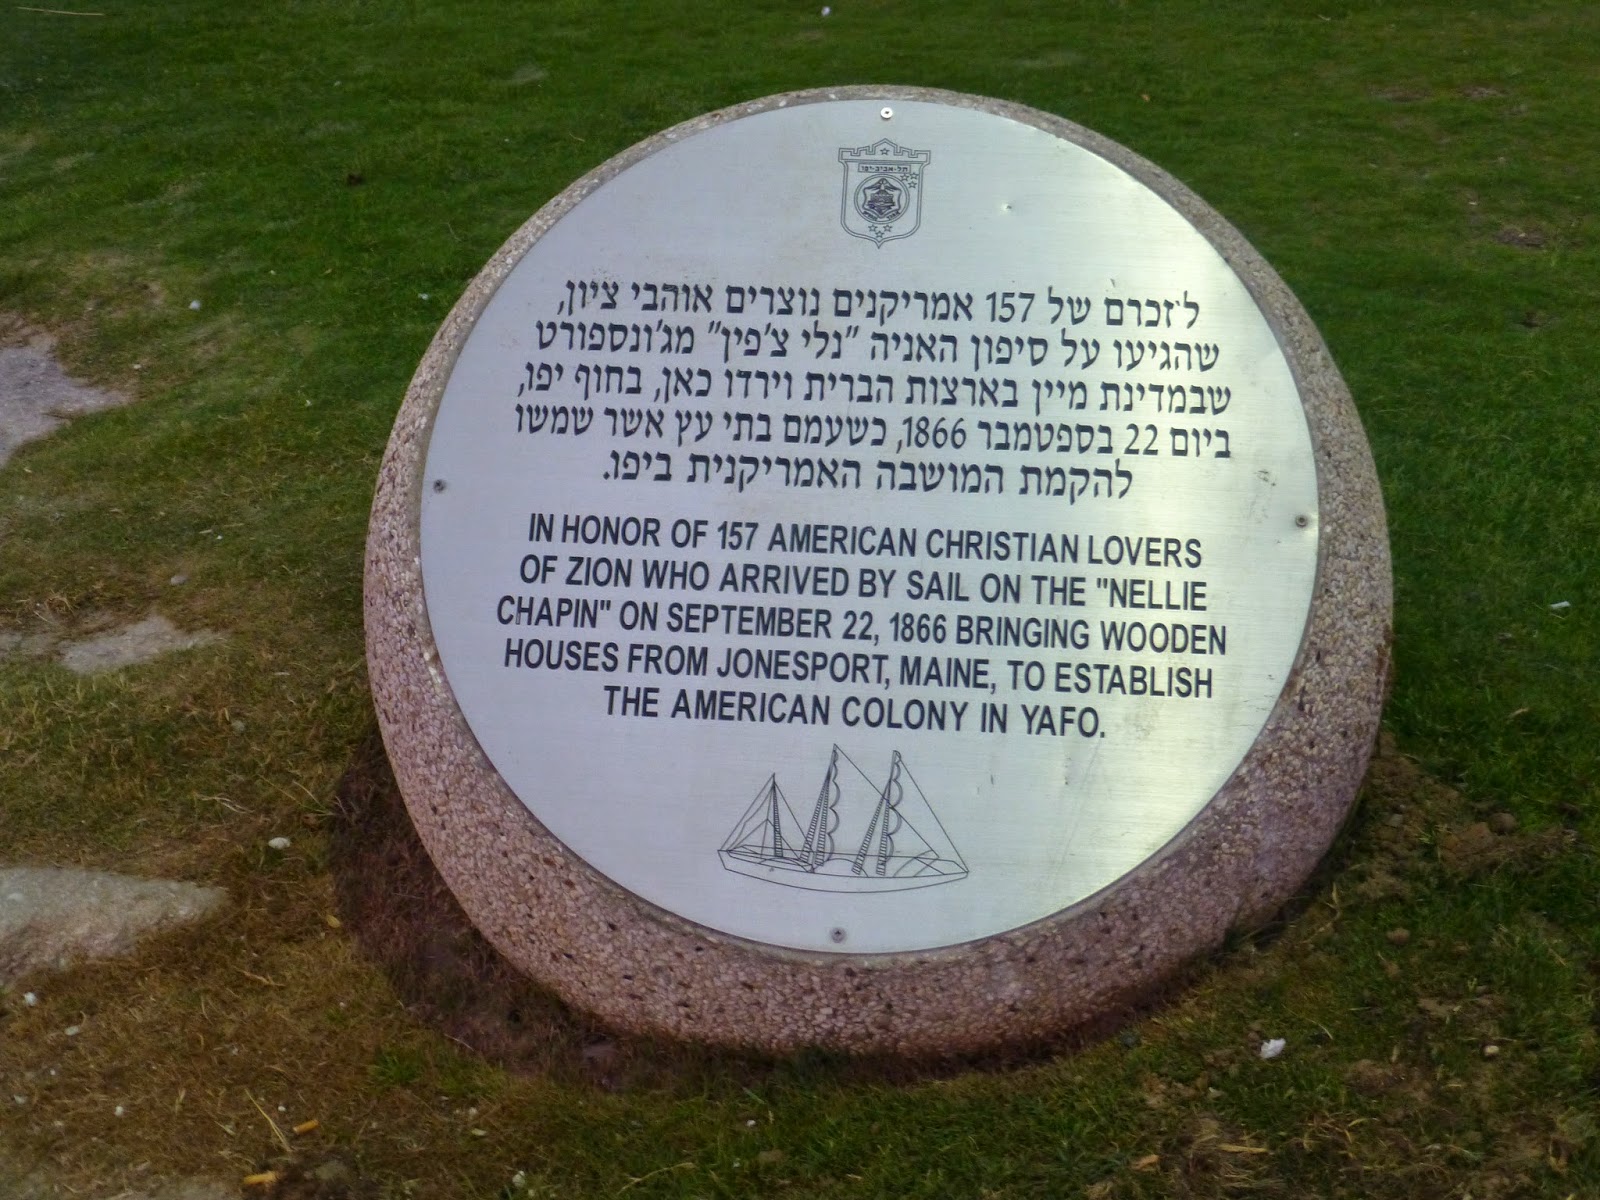 תל-אביב-יפו
לזכרם של 157 אמריקנים נוצרים אוהבי ציון,
שהגיעו על סיפון האניה "נלי צ'פין" מג'ונספורט
שבמדינת מיין בארצות הברית וירדו כאן, בחוף יפו,
ביום 22 בספטמבר 1866, כשעמם בתי עץ אשר שמשו
להקמת המושבה האמריקנית ביפו.
IN HONOR OF 157 AMERICAN CHRISTIAN LOVERS
OF ZION WHO ARRIVED BY SAIL ON THE "NELLIE
CHAPIN" ON SEPTEMBER 22, 1866 BRINGING WOODEN
HOUSES FROM JONESPORT, MAINE, TO ESTABLISH
THE AMERICAN COLONY IN YAFO.